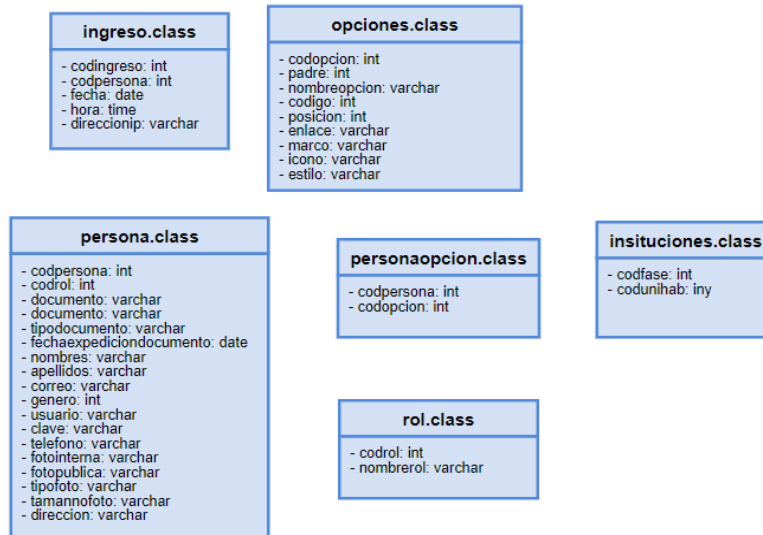 ingreso.class
- codingreso: int
- codpersona: int
- fecha: date
- hora: time
- direccionip: varchar
opciones.class
- codopcion: int
- padre: int
- nombreopcion: varchar
- codigo: int
- posicion: int
- enlace: varchar
- marco: varchar
- icono: varchar
- estilo: varchar
persona.class
- codpersona: int
- codrol: int
- documento: varchar
- documento: varchar
- tipodocumento: varchar
- fechaexpediciondocumento: date
- nombres: varchar
- apellidos: varchar
- correo: varchar
- genero: int
- usuario: varchar
- clave: varchar
- telefono: varchar
- fotointerna: varchar
- fotopublica: varchar
- tipofoto: varchar
- tamannofoto: varchar
- direccion: varchar
personaopcion.class
- codpersona: int
- codopcion: int
insituciones.class
- codfase: int
- codunihab: iny
rol.class
- codrol: int
- nombrerol: varchar